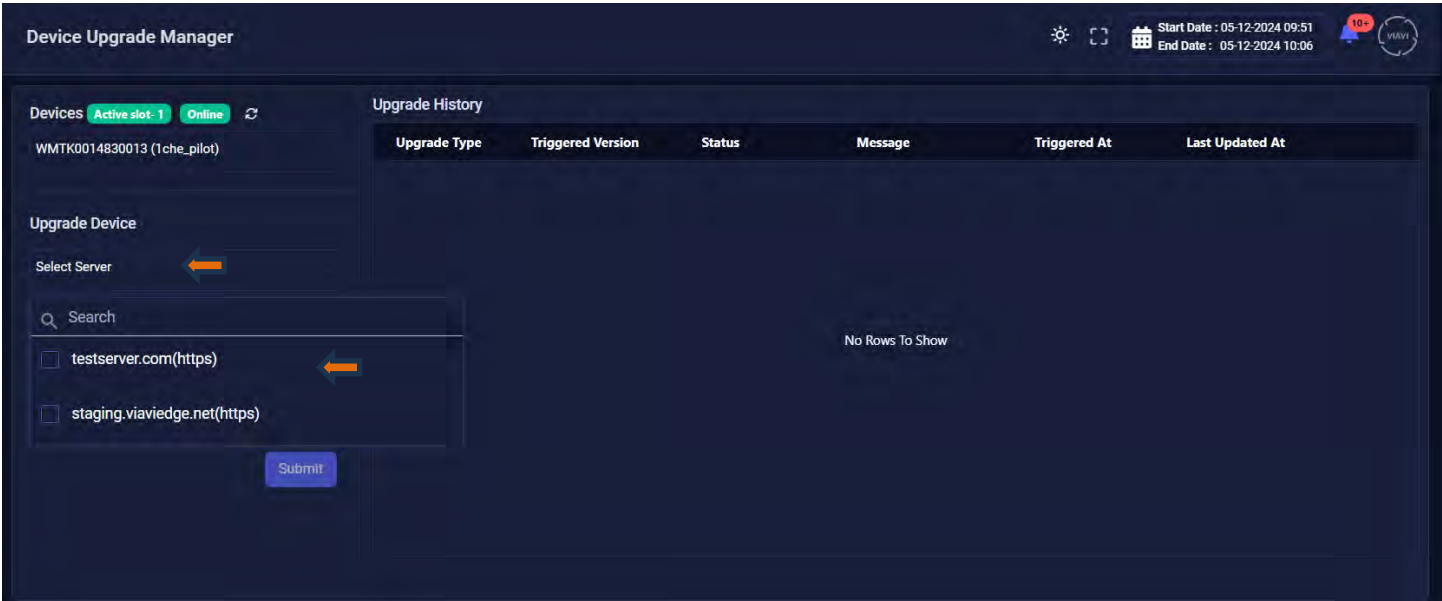 Device Upgrade Manager
Start Date : 05-12-2024 09:51
End Date : 05-12-2024 10:06
10+
VIAVI
Devices Active slot- 1 Online
WMTK0014830013 (1che_pilot)
Upgrade Device
Select Server
Search
testserver.com(https)
staging.viaviedge.net(https)
Submit
Upgrade History
Upgrade Type Triggered Version Status Message Triggered At Last Updated At
No Rows To Show